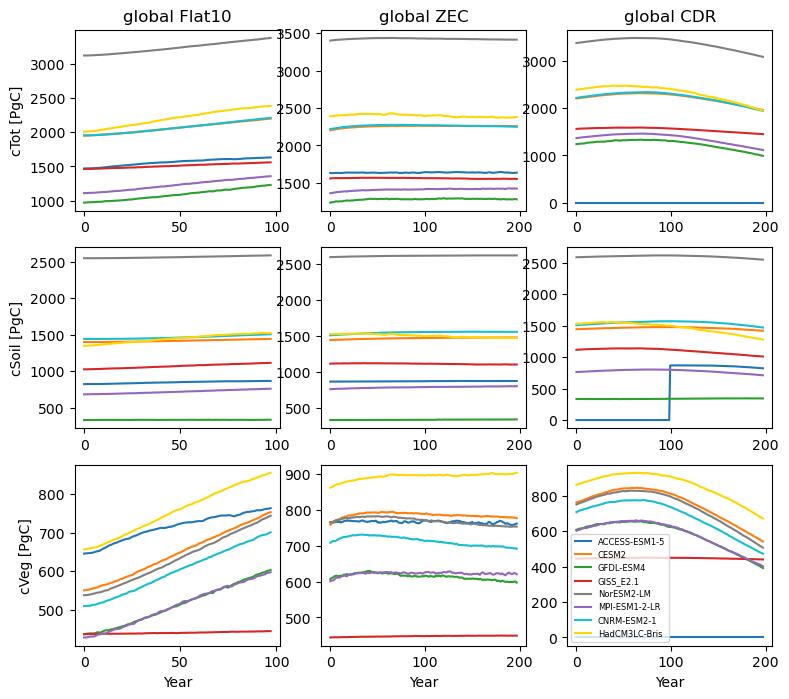 global Flat10 global ZEC global CDR
cTot [PgC]
3000
2500
2000
1500
1000
0 50 100
3500
3000
2500
2000
1500
0 100 200
3000
2000
1000
0
0 100 200
cSoil [PgC]
2500
2000
1500
1000
500
0 50 100
2500
2000
1500
1000
500
0 100 200
2500
2000
1500
1000
500
0
0 100 200
cVeg [PgC]
800
700
600
500
0 50 100
Year
900
800
700
600
500
0 100 200
Year
800
600
400
200
0
ACCESS-ESM1-5
CESM2
GFDL-ESM4
GISS_E2.1
NorESM2-LM
MPI-ESM1-2-LR
CNRM-ESM2-1
HadCM3LC-Bris
0 100 200
Year